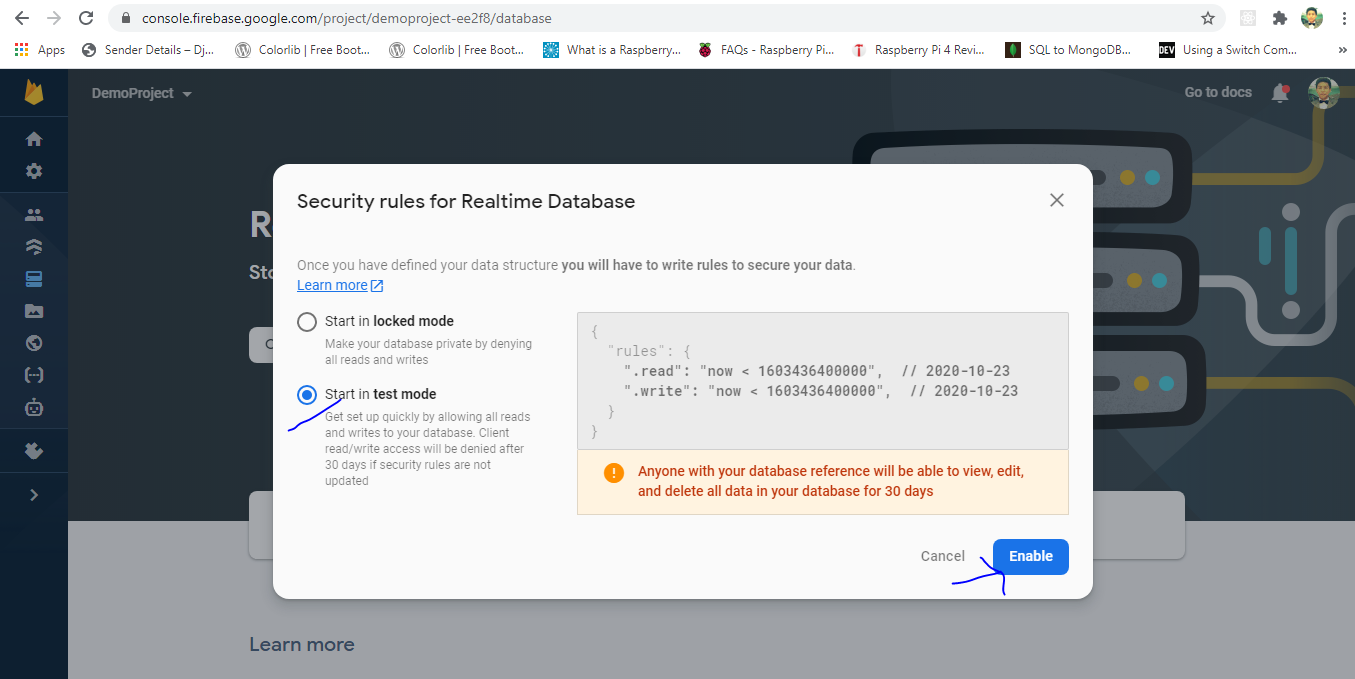 console.firebase.google.com/project/demoproject-ee2f8/database
Apps
Sender Details – Dj...
Colorlib | Free Boot...
Colorlib | Free Boot...
What is a Raspberry...
FAQs - Raspberry Pi...
Raspberry Pi 4 Revi...
SQL to MongoDB...
DEV
Using a Switch Com...
DemoProject
Go to docs
Security rules for Realtime Database
Once you have defined your data structure you will have to write rules to secure your data.
Learn more
Start in locked mode
Make your database private by denying
all reads and writes
Start in test mode
Get set up quickly by allowing all reads
and writes to your database. Client
read/write access will be denied after
30 days if security rules are not
updated
{
"rules": {
".read": "now < 1603436400000", // 2020-10-23
".write": "now < 1603436400000", // 2020-10-23
}
}
Anyone with your database reference will be able to view, edit,
and delete all data in your database for 30 days
Cancel
Enable
Learn more